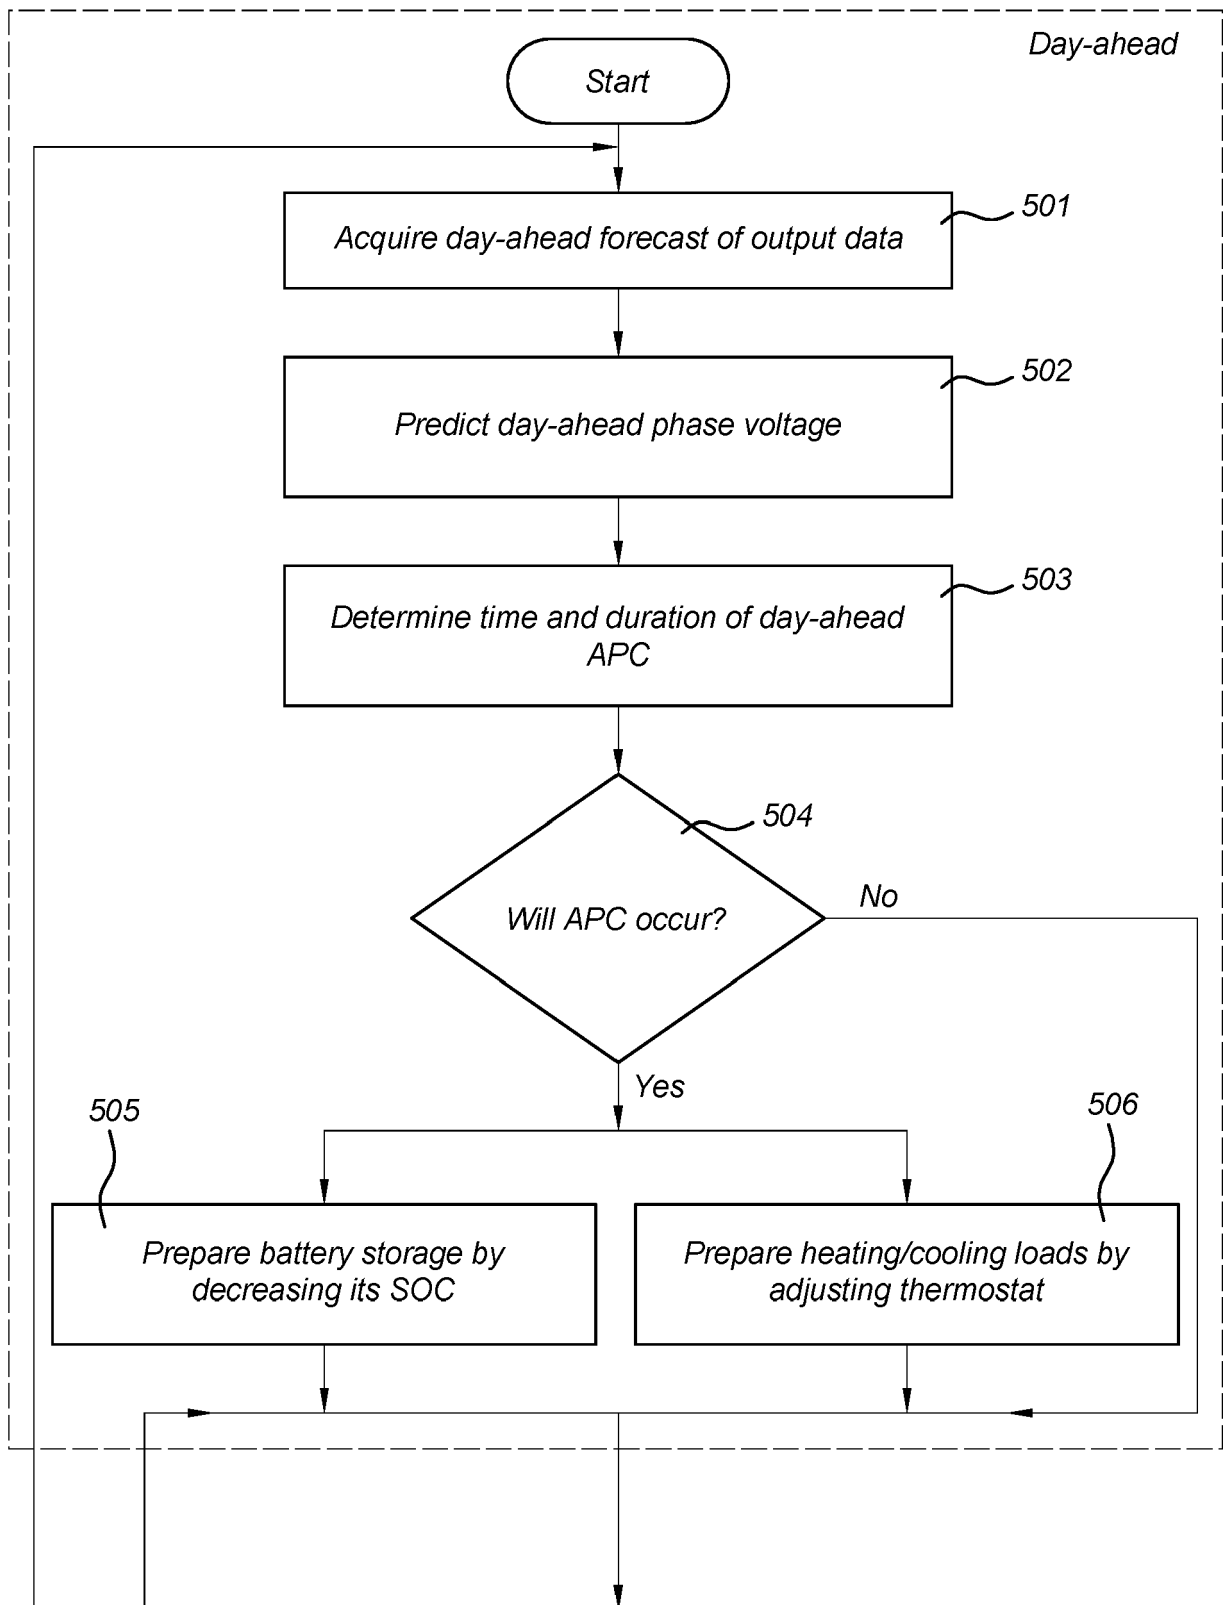 Day-ahead
Start
501
Acquire day-ahead forecast of output data
502
Predict day-ahead phase voltage
503
Determine time and duration of day-ahead
APC
504
Will APC occur?
No
Yes
505
506
Prepare battery storage by
decreasing its SOC
Prepare heating/cooling loads by
adjusting thermostat